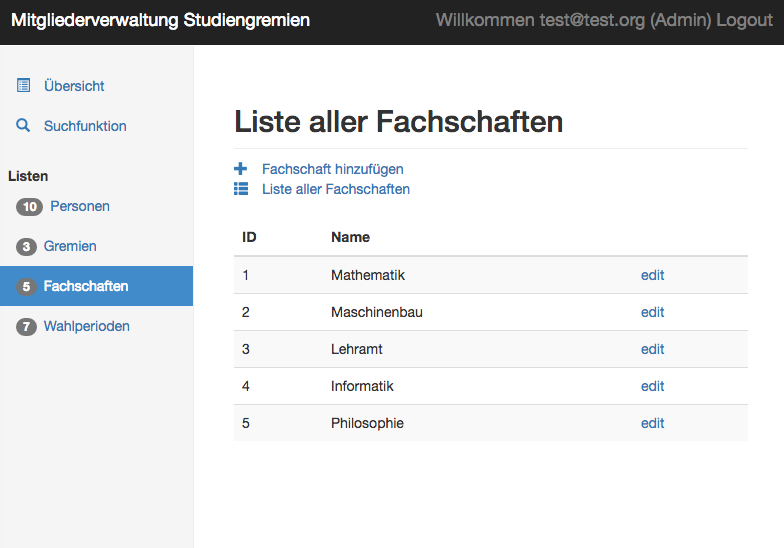 Mitgliederverwaltung Studiengremien Willkommen test@test.org (Admin) Logout
Übersicht
Suchfunktion
Listen
10 Personen
3 Gremien
5 Fachschaften
7 Wahlperioden
Liste aller Fachschaften
Fachschaft hinzufügen
Liste aller Fachschaften
ID Name
1 Mathematik edit
2 Maschinenbau edit
3 Lehramt edit
4 Informatik edit
5 Philosophie edit